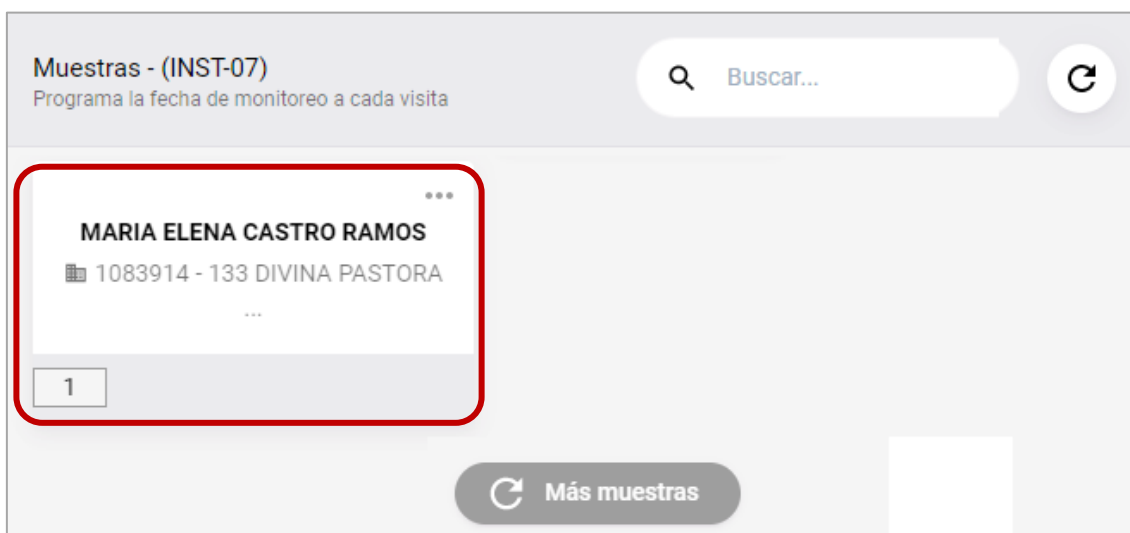 Muestras - (INST-07)
Programa la fecha de monitoreo a cada visita
Buscar...
MARIA ELENA CASTRO RAMOS
1083914 - 133 DIVINA PASTORA
...
1
Más muestras